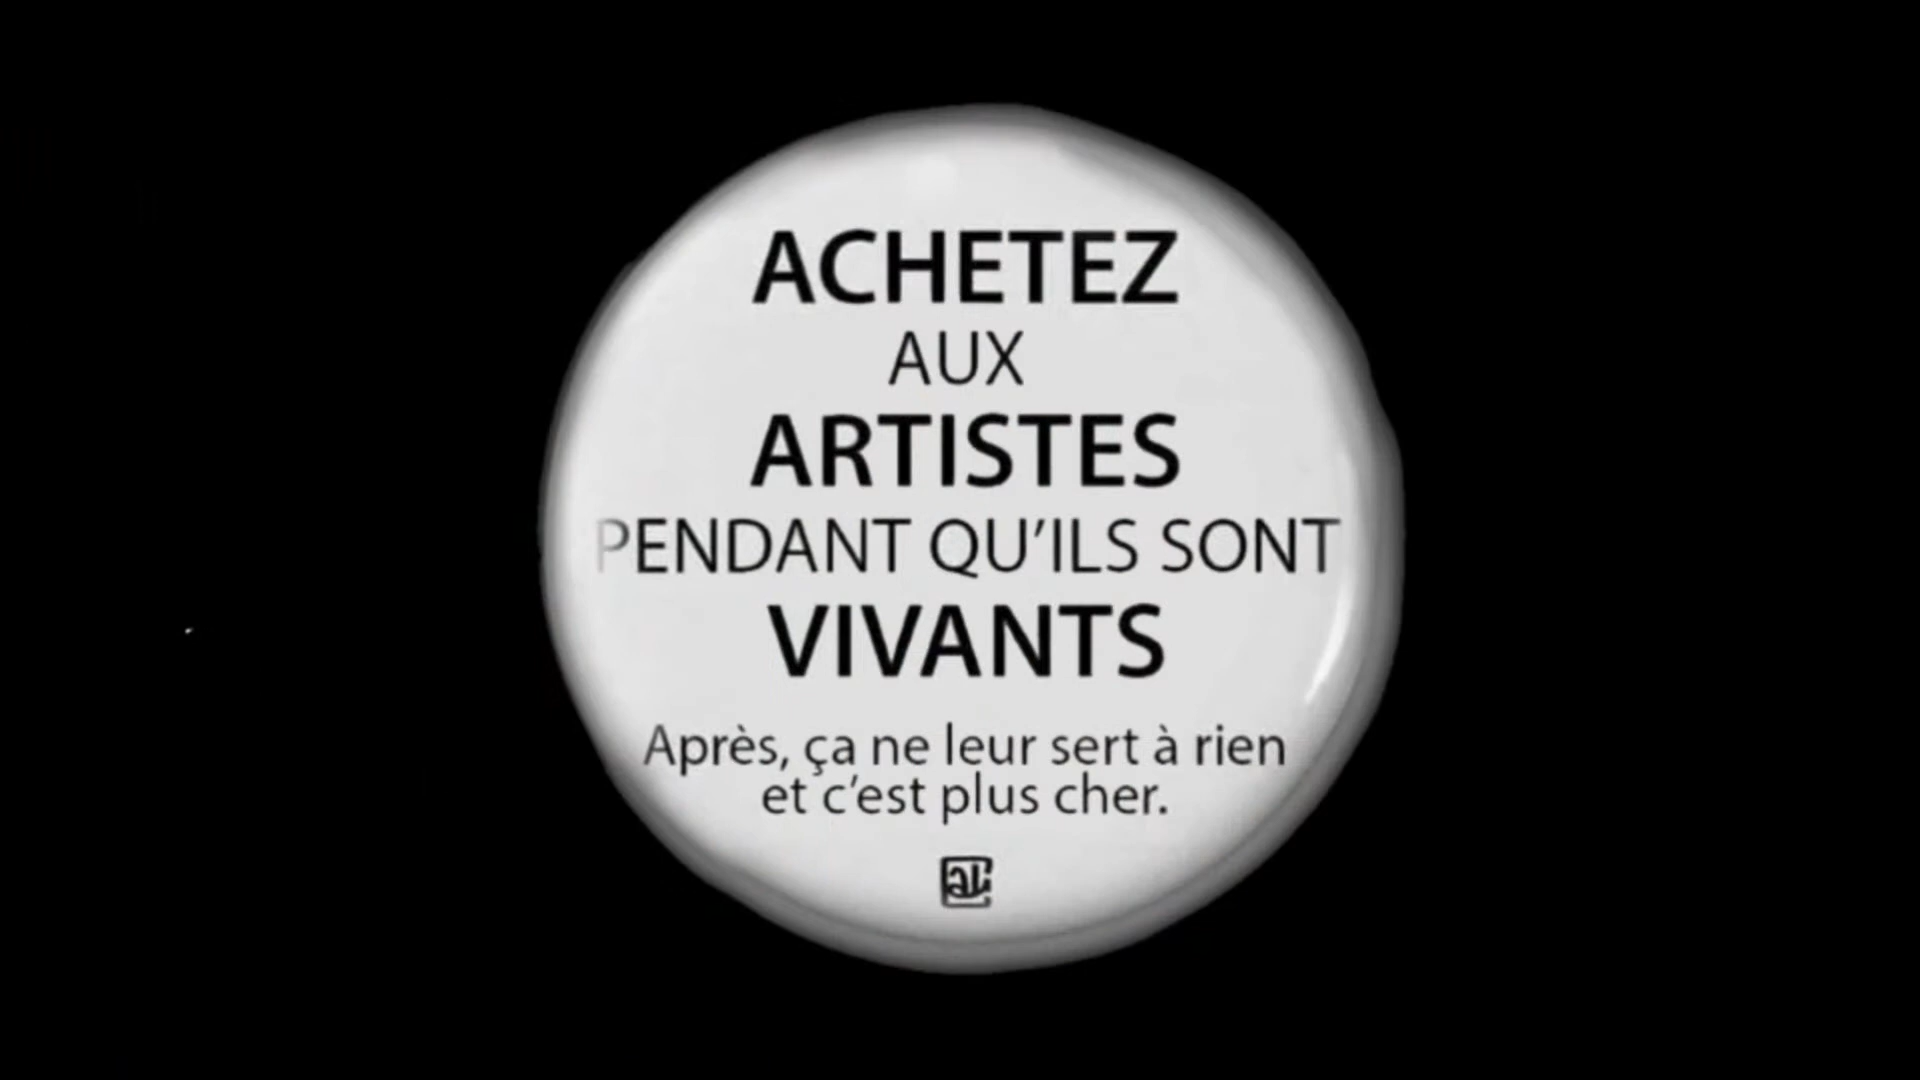 ACHETEZ
AUX
ARTISTES
PENDANT QU'ILS SONT
VIVANTS
Après, ça ne leur sert à rien
et c'est plus cher.